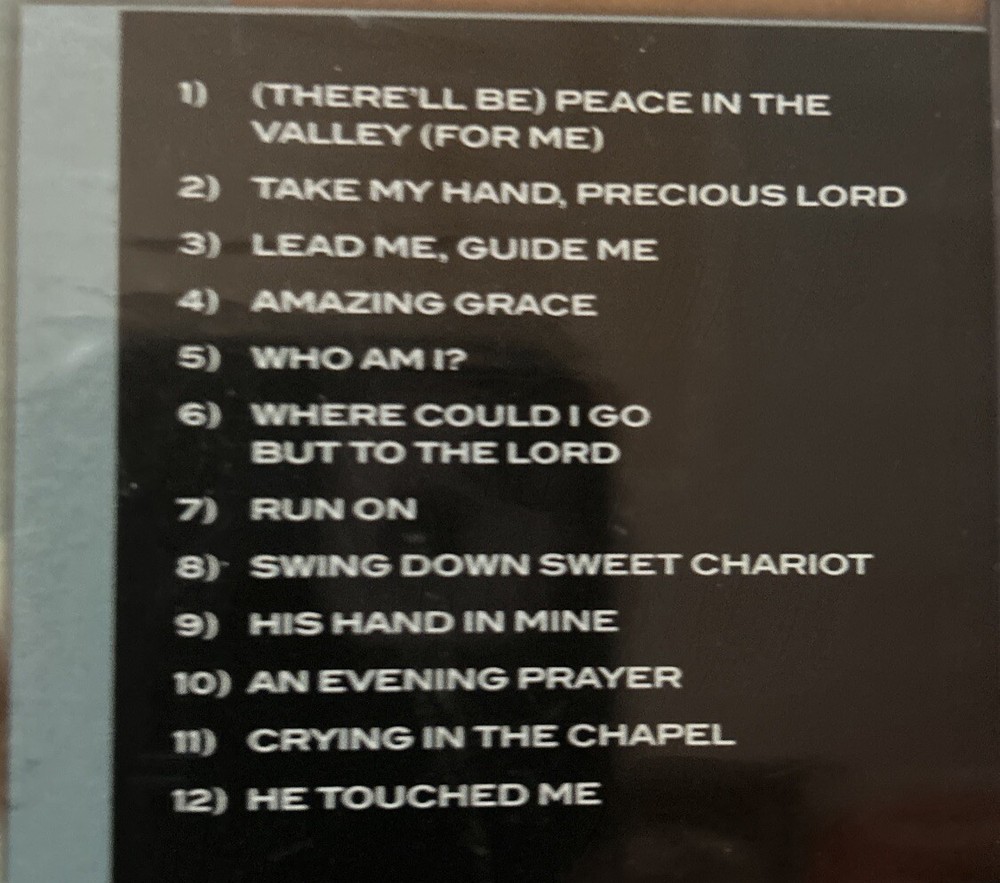 1) (THERE'LL BE) PEACE IN THE
VALLEY (FOR ME)
2) TAKE MY HAND, PRECIOUS LORD
3) LEAD ME, GUIDE ME
4) AMAZING GRACE
5) WHO AM I?
6) WHERE COULD I GO
BUT TO THE LORD
7) RUN ON
8) SWING DOWN SWEET CHARIOT
9) HIS HAND IN MINE
10) AN EVENING PRAYER
11) CRYING IN THE CHAPEL
12) HE TOUCHED ME